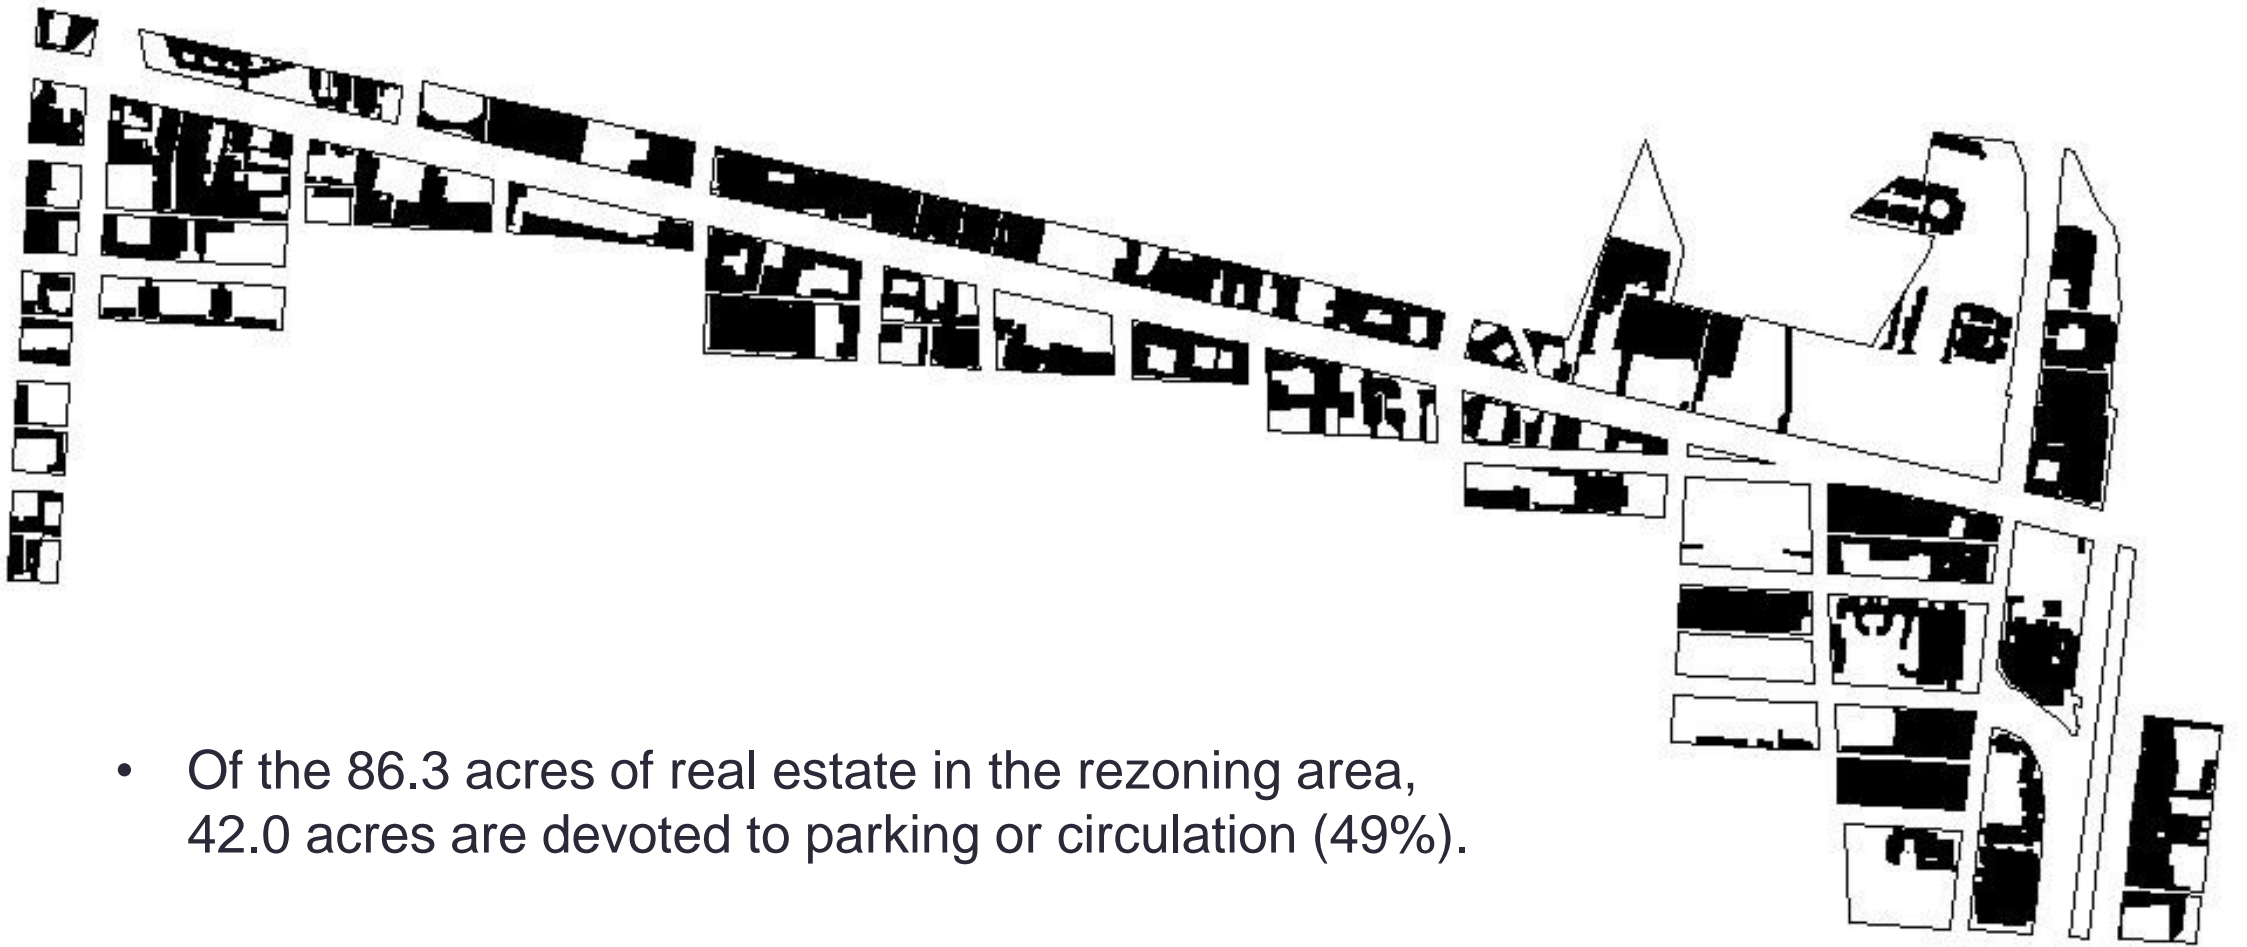 • Of the 86.3 acres of real estate in the rezoning area,
42.0 acres are devoted to parking or circulation (49%).